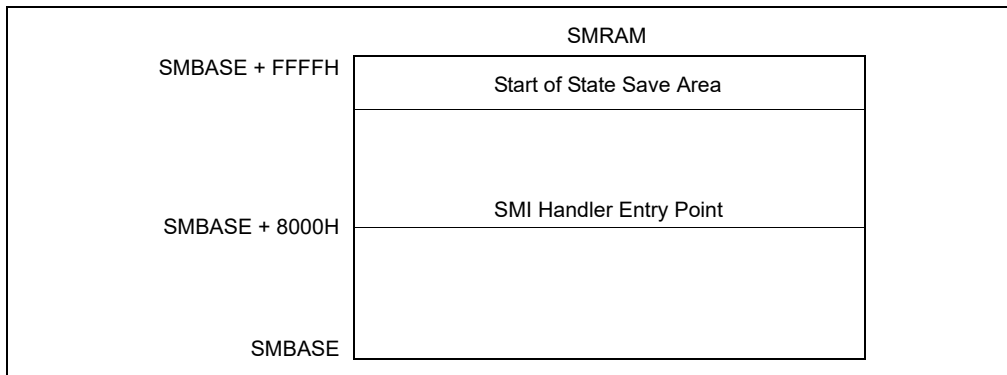 SMRAM
SMBASE + FFFFH
Start of State Save Area
SMI Handler Entry Point
SMBASE + 8000H
SMBASE